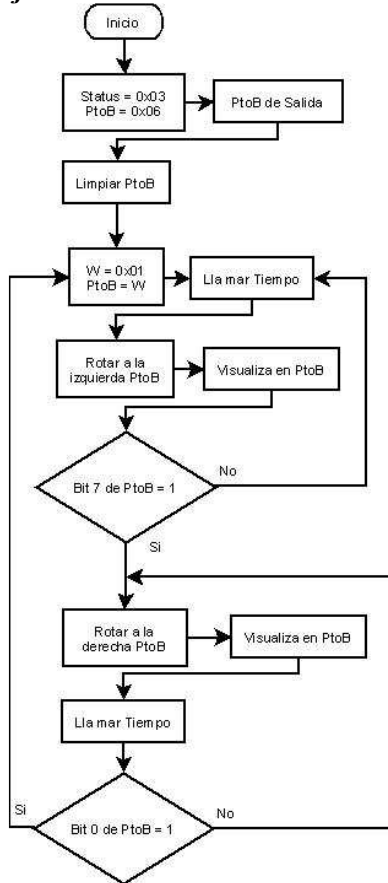 Inicio
Status = 0x03
PtoB = 0x06
PtoB de Salida
Limpiar PtoB
W = 0x01
PtoB = W
Lla mar Tiempo
Rotar a la
izquierda PtoB
Visualiza en PtoB
Bit 7 de PtoB = 1
No
Si
Rotar a la
derecha PtoB
Visualiza en PtoB
Lla mar Tiempo
Si
Bit 0 de PtoB = 1
No